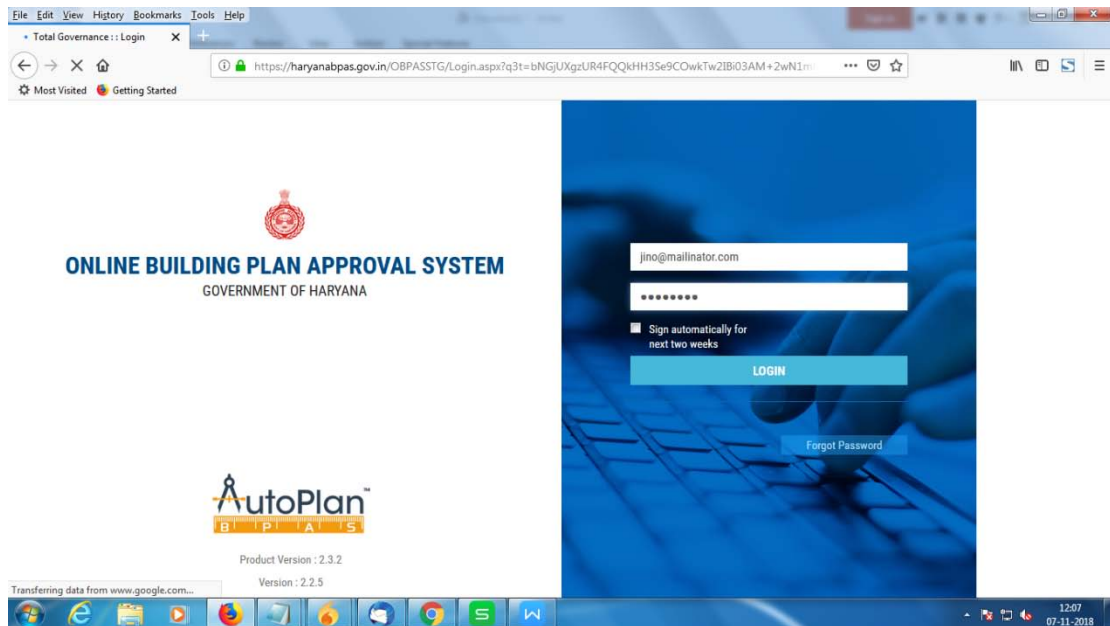 File Edit View History Bookmarks Tools Help
Total Governance :: Login
https://haryanabpas.gov.in/OBPASSTG/Login.aspx?q3t=bNGjUXgzUR4FQQkHH3Se9COwkTw2IBi03AM+2wN1m
Most Visited Getting Started
ONLINE BUILDING PLAN APPROVAL SYSTEM
GOVERNMENT OF HARYANA
jino@mailinator.com
Sign automatically for
next two weeks
LOGIN
Forgot Password
AutoPlan™
B P A S
Product Version : 2.3.2
Version : 2.2.5
Transferring data from www.google.com...
12:07
07-11-2018